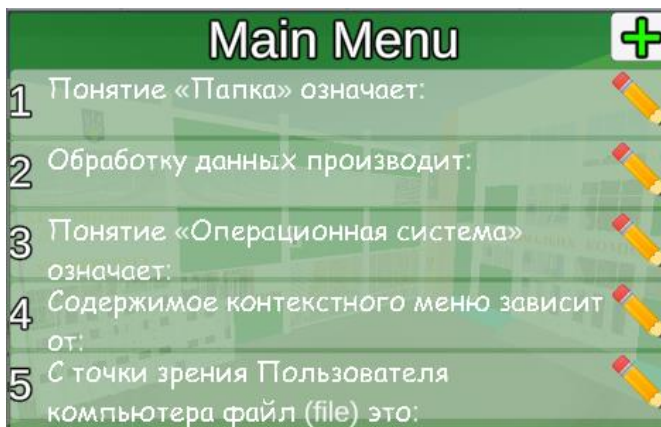 Main Menu
1 Понятие «Папка» означает:
2 Обработку данных производит:
3 Понятие «Операционная система»
означает:
4 Содержимое контекстного меню зависит
от:
5 С точки зрения Пользователя
компьютера файл (file) это: